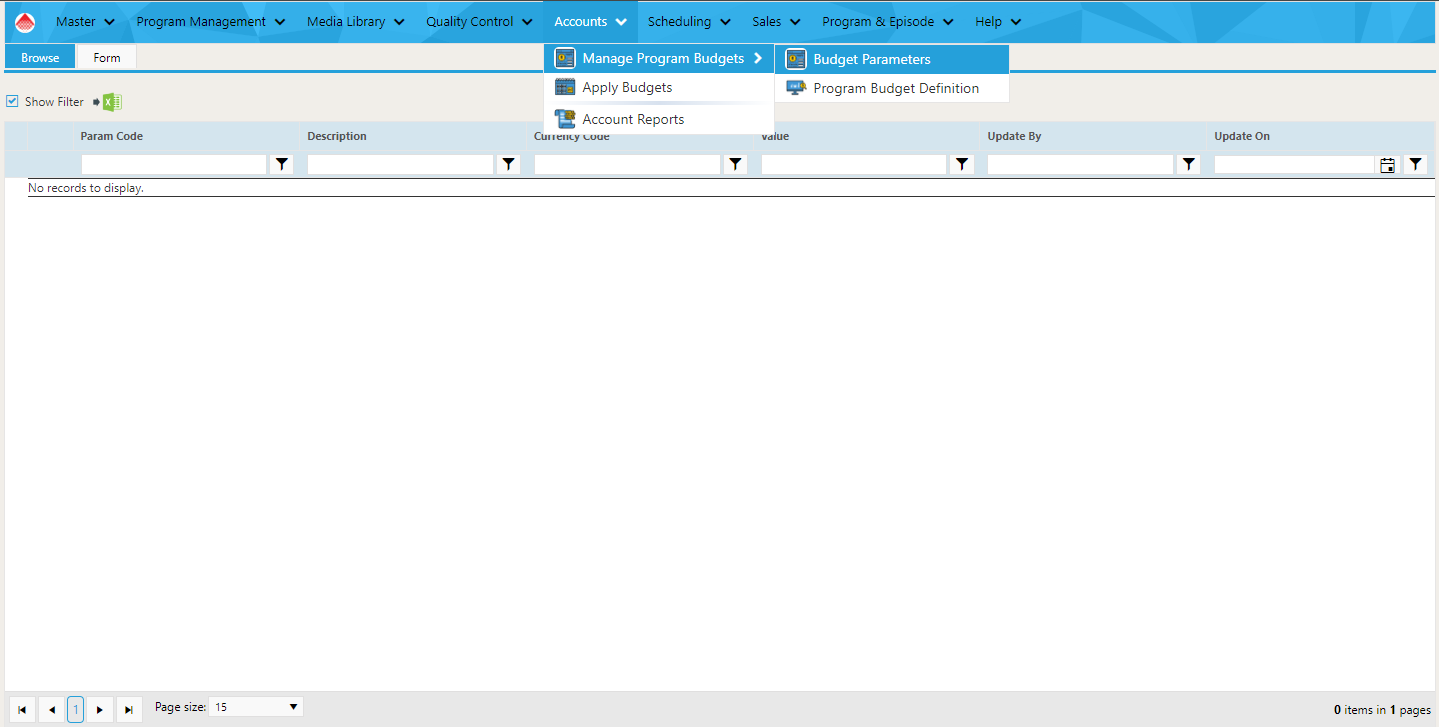 Master Program Management Media Library Quality Control Accounts Scheduling Sales Program & Episode Help
Browse Form
Manage Program Budgets
Budget Parameters
Apply Budgets
Program Budget Definition
Account Reports
Show Filter
Param Code Description Currency Code Value Update By Update On
No records to display.
1 Page size: 15
0 items in 1 pages